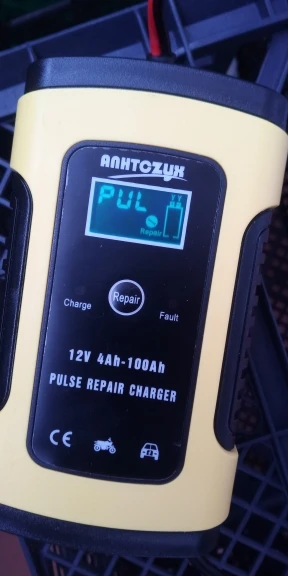 ANHTCZYX
PUL
Repair
Repair
Charge
Fault
12V 4Ah-100Ah
PULSE REPAIR CHARGER
CE